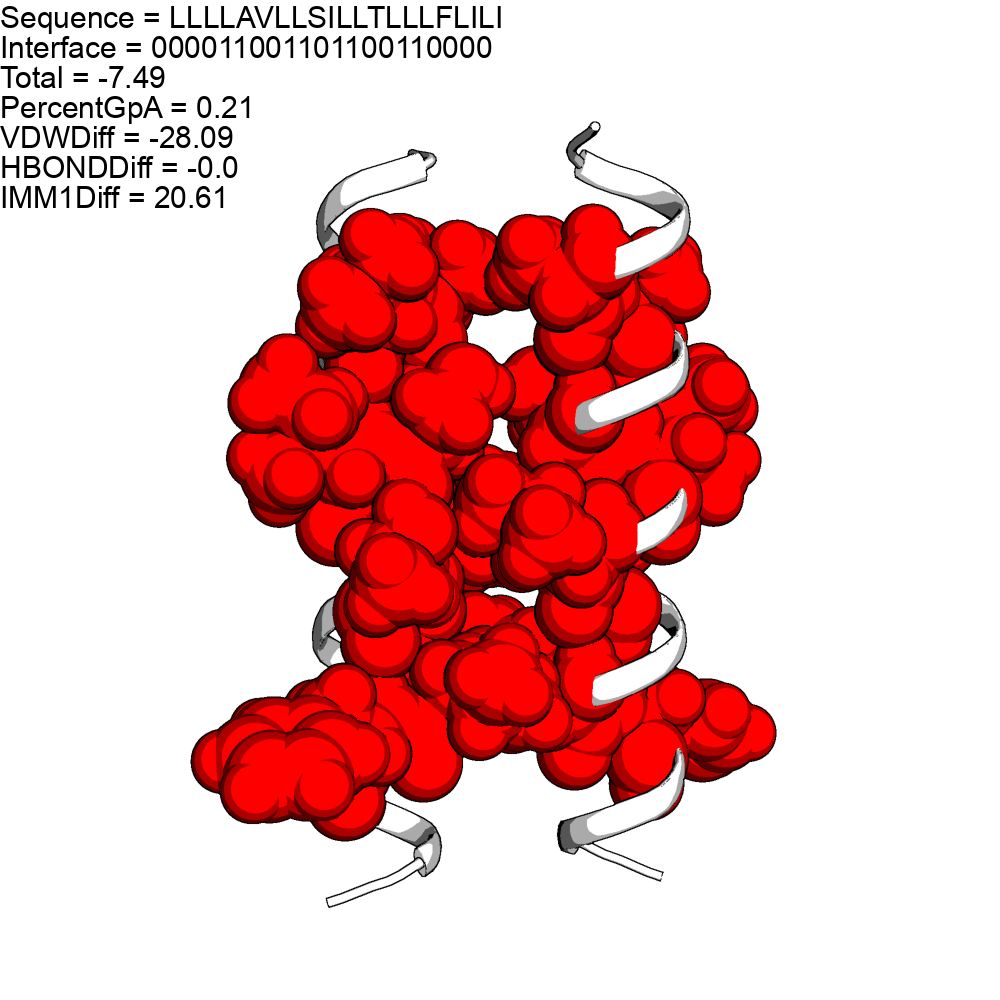 Sequence = LLLLAVLLSILLTLLLFLILI
Interface = 000011001101100110000
Total = -7.49
PercentGpA = 0.21
VDWDiff = -28.09
HBONDDiff = -0.0
IMM1Diff = 20.61